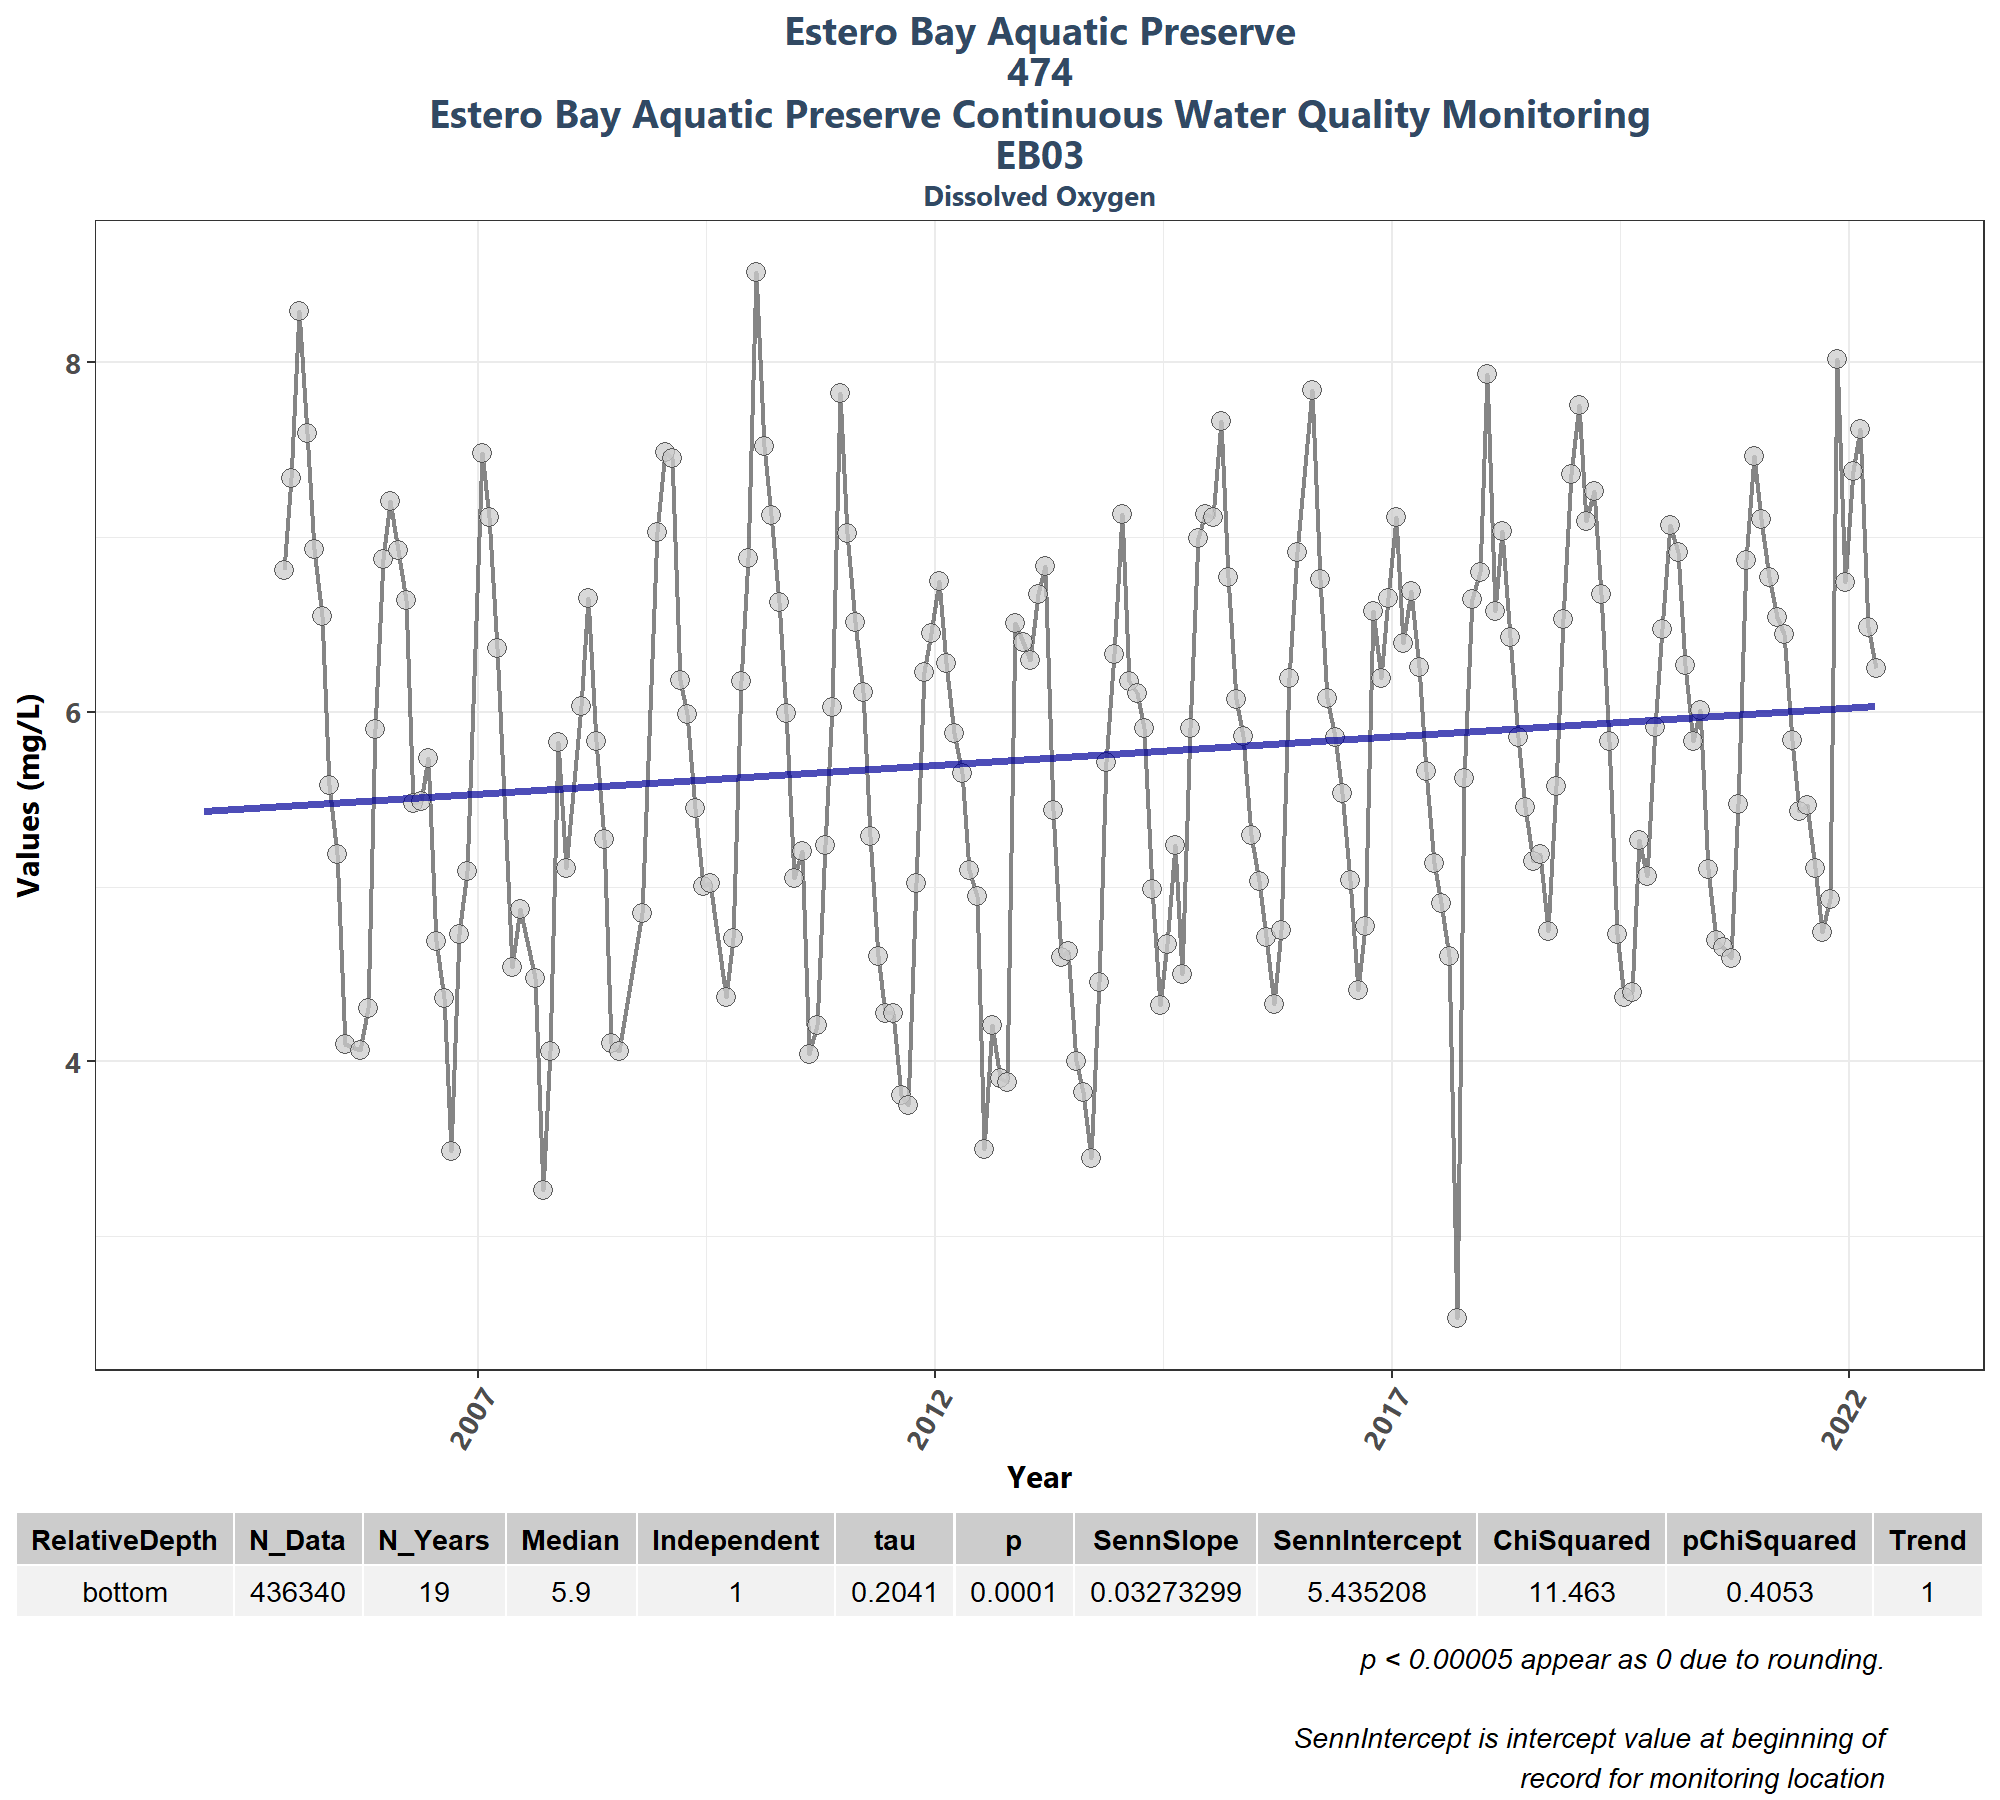 Estero Bay Aquatic Preserve
474
Estero Bay Aquatic Preserve Continuous Water Quality Monitoring
EB03
Dissolved Oxygen
Values (mg/L)
8
6
4
2007
2012
2017
2022
Year
RelativeDepth N_Data N_Years Median Independent tau p SennSlope SennIntercept ChiSquared pChiSquared Trend
bottom 436340 19 5.9 1 0.2041 0.0001 0.03273299 5.435208 11.463 0.4053 1
p < 0.00005 appear as 0 due to rounding.
SennIntercept is intercept value at beginning of
record for monitoring location